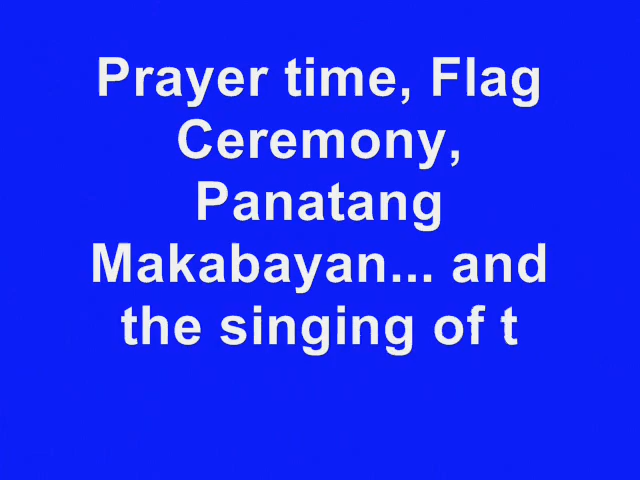 Prayer time, Flag
Ceremony,
Panatang
Makabayan... and
the singing of t